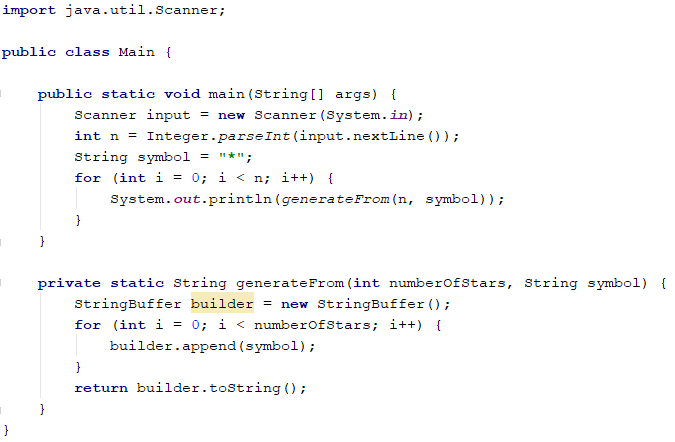 import java.util.Scanner;
public class Main {
public static void main(String[] args) {
Scanner input = new Scanner(System.in);
int n = Integer.parseInt(input.nextLine());
String symbol = "*";
for (int i = 0; i < n; i++) {
System.out.println(generateFrom(n, symbol));
}
}
private static String generateFrom(int numberOfStars, String symbol) {
StringBuffer builder = new StringBuffer();
for (int i = 0; i < numberOfStars; i++) {
builder.append(symbol);
}
return builder.toString();
}
}